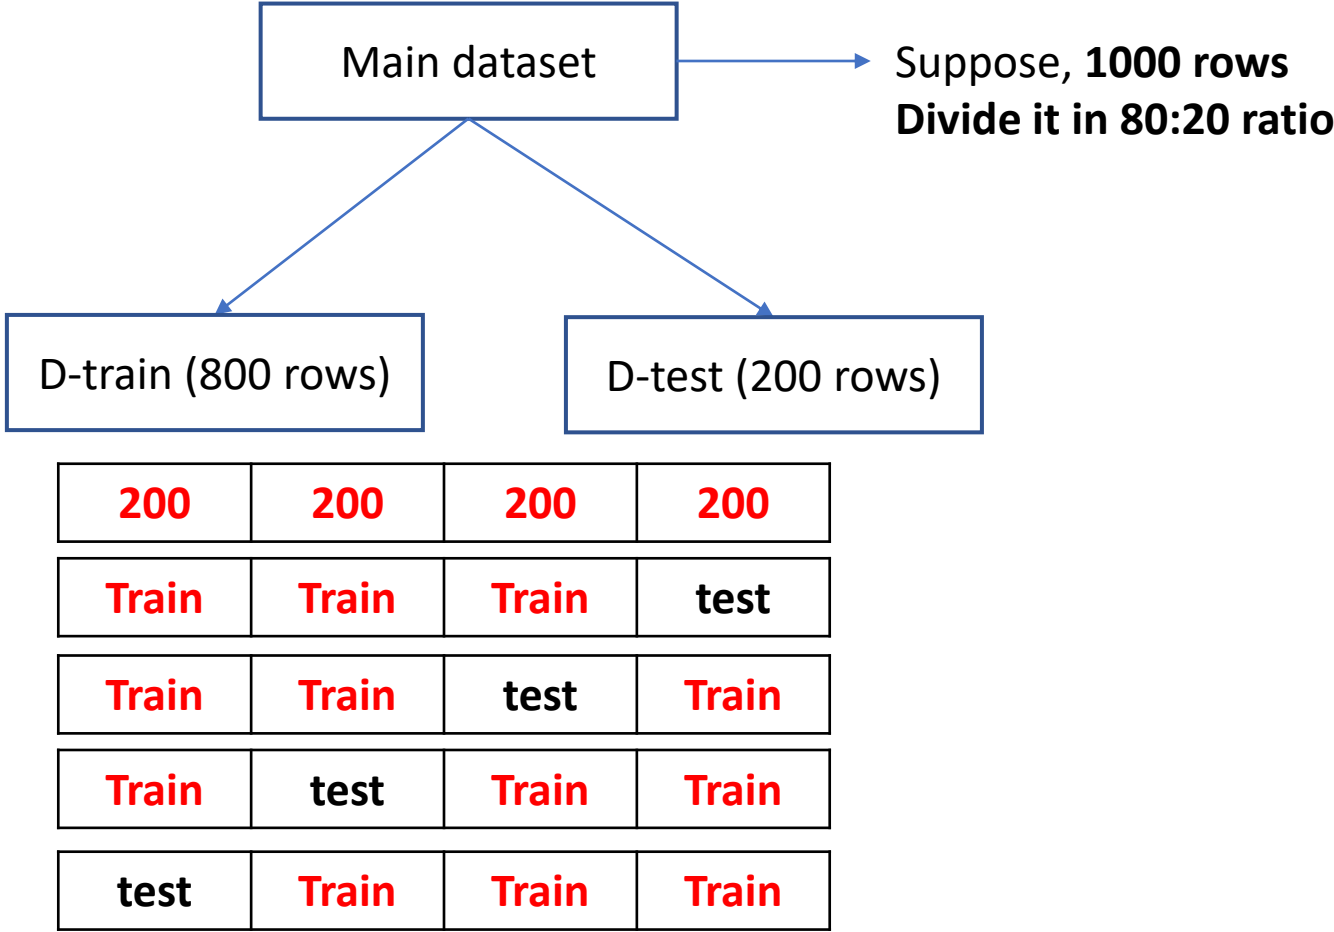 Main dataset
Suppose, 1000 rows
Divide it in 80:20 ratio
D-train (800 rows)
D-test (200 rows)
200 200 200 200
Train Train Train test
Train Train test Train
Train test Train Train
test Train Train Train